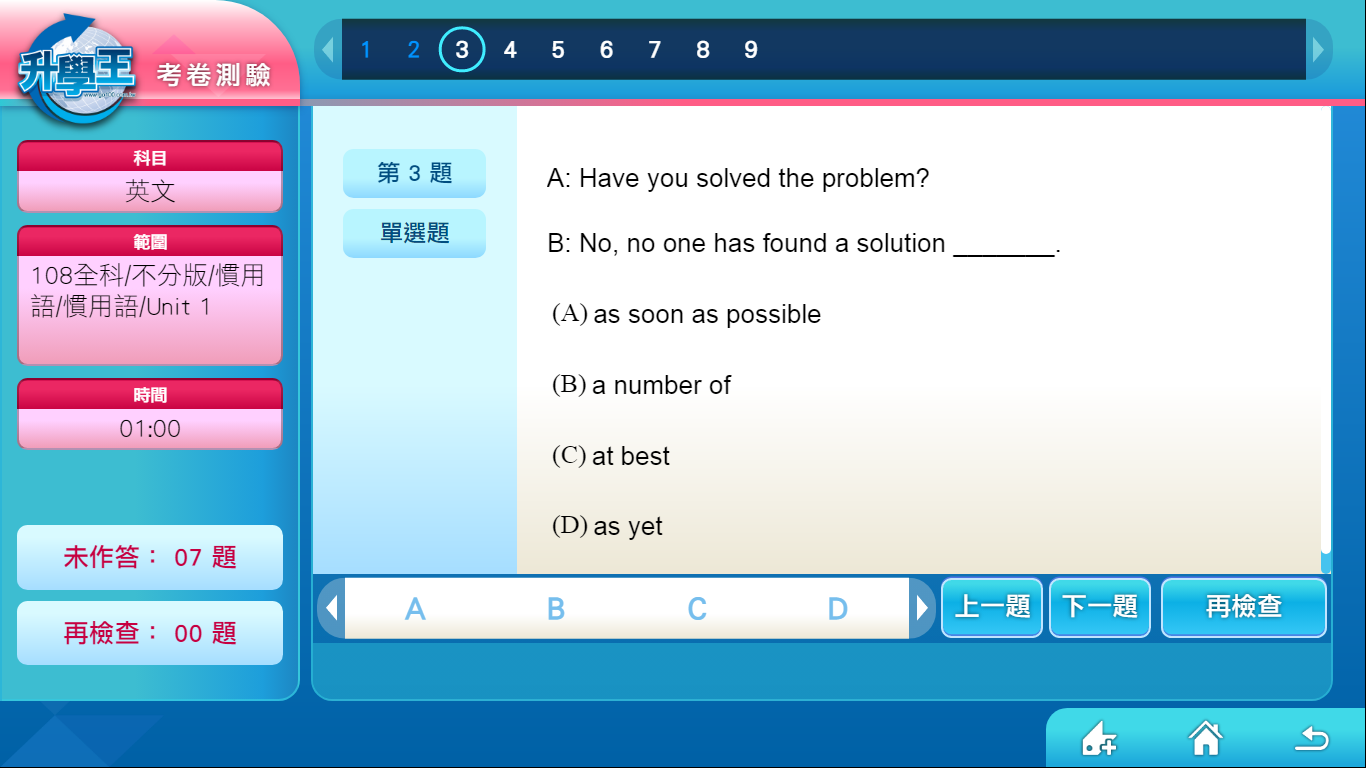 升學王
考卷測驗
1 2 3 4 5 6 7 8 9
科目
英文
範圍
108全科/不分版/慣用
語/慣用語/Unit 1
時間
01:00
未作答： 07 題
再檢查： 00 題
第 3 題
單選題
A: Have you solved the problem?
B: No, no one has found a solution _______.
(A) as soon as possible
(B) a number of
(C) at best
(D) as yet
A B C D
上一題
下一題
再檢查